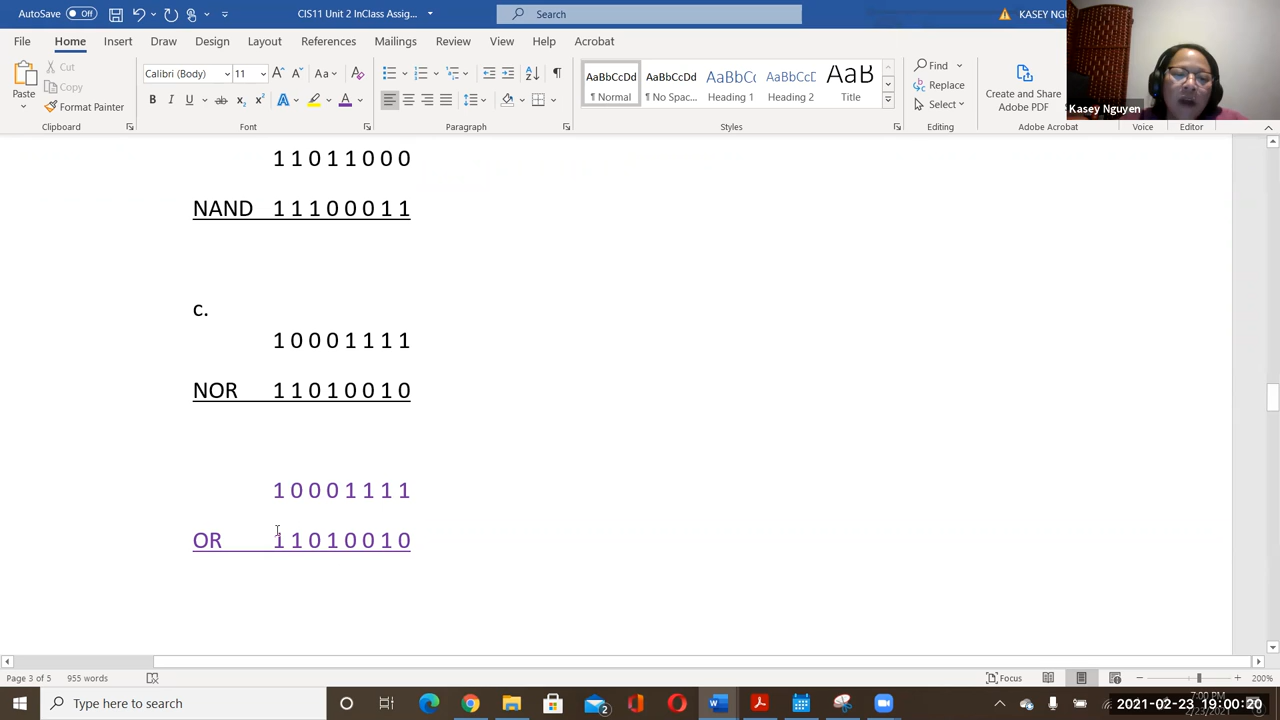 AutoSave Off CIS11 Unit 2 InClass Assig... Search KASEY NG
File Home Insert Draw Design Layout References Mailings Review View Help Acrobat
Paste Cut Copy Format Painter Clipboard
Calibri (Body) 11 Font
Paragraph
AaBbCcDd ¶ Normal AaBbCcDd ¶ No Spac... AaBbCc Heading 1 AaBbCcD Heading 2 AaB Title Styles
Find Replace Select Editing
Create and Share Adobe PDF Adobe Acrobat
Voice Editor
Kasey Nguyen
1 1 0 1 1 0 0 0
NAND 1 1 1 0 0 0 1 1
c.
1 0 0 0 1 1 1 1
NOR 1 1 0 1 0 0 1 0
1 0 0 0 1 1 1 1
OR 1 1 0 1 0 0 1 0
Page 3 of 5 955 words Focus 200%
Type here to search 2 7:00 PM
2021-02-23 19:00:20